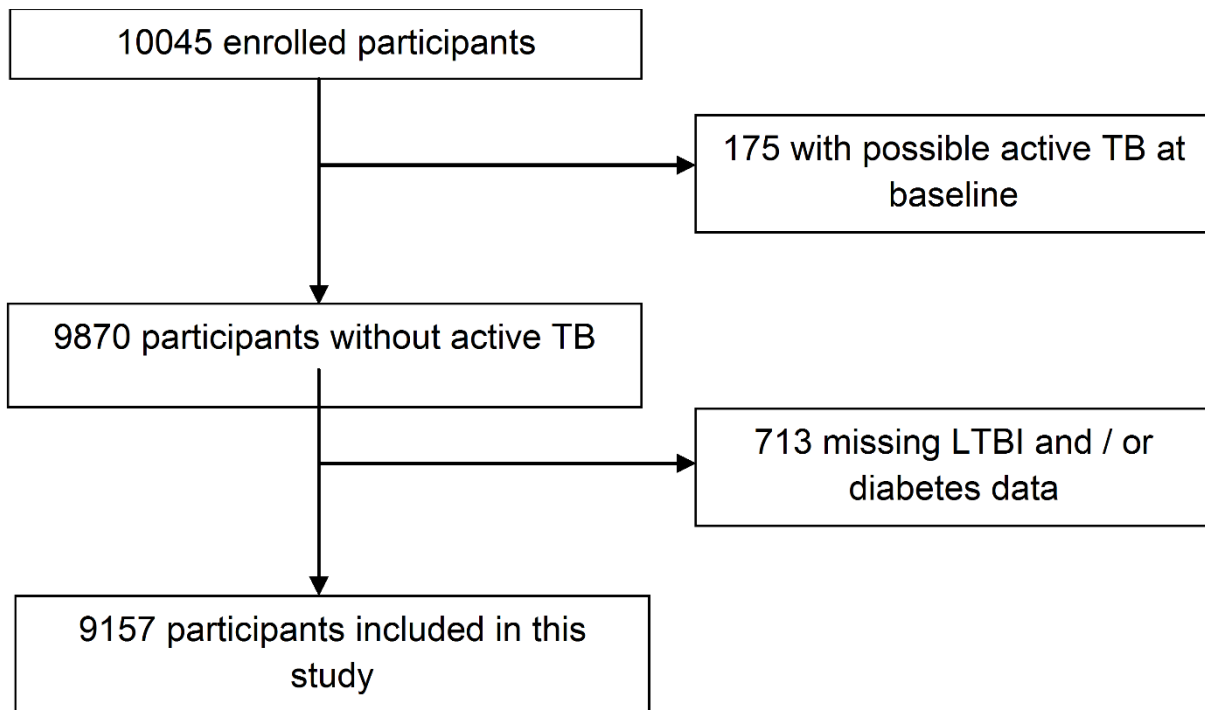 10045 enrolled participants
175 with possible active TB at
baseline
9870 participants without active TB
713 missing LTBI and / or
diabetes data
9157 participants included in this
study